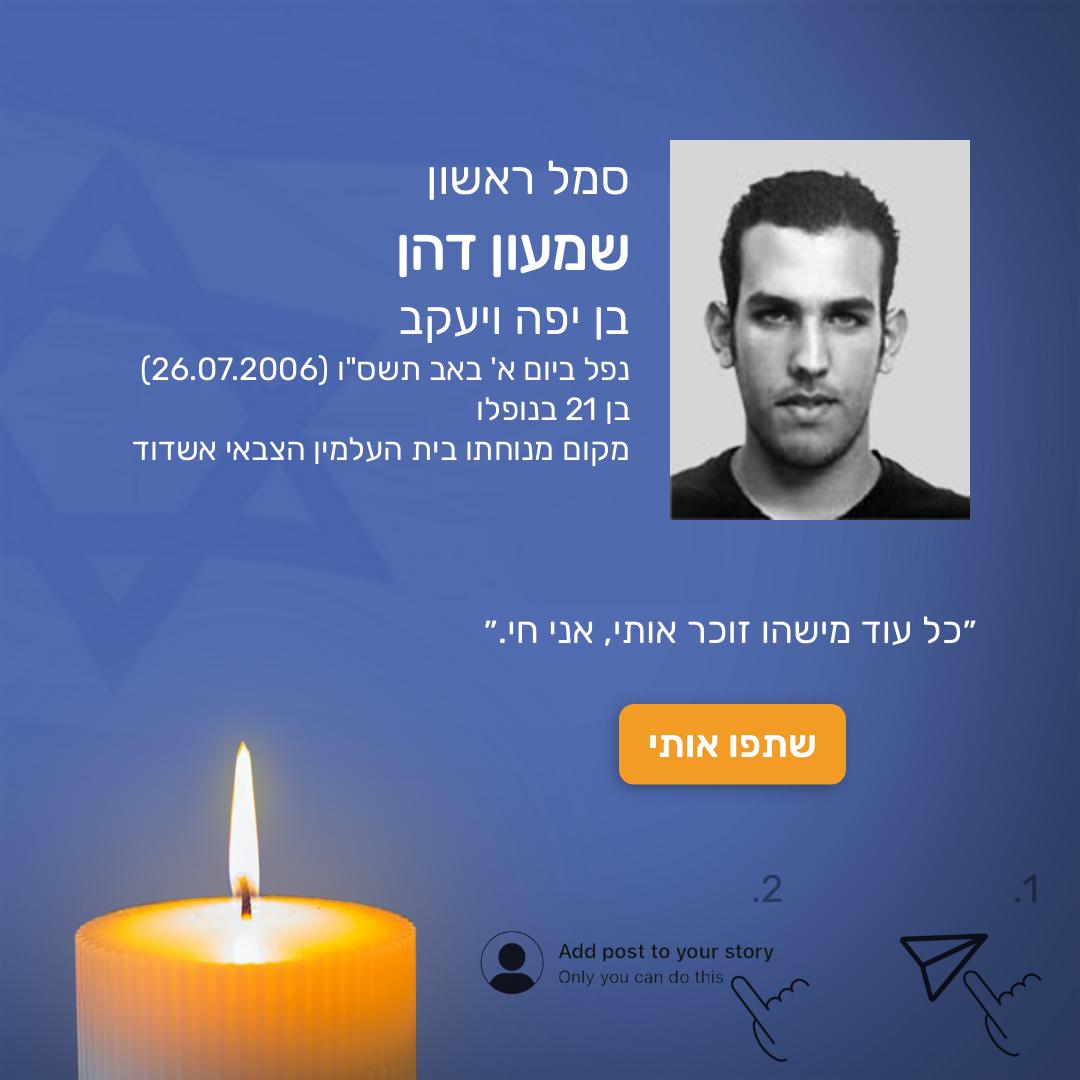 סמל ראשון
שמעון דהן
בן יפה ויעקב
נפל ביום א' באב תשס"ו (26.07.2006)
בן 21 בנופלו
מקום מנוחתו בית העלמין הצבאי אשדוד
״כל עוד מישהו זוכר אותי, אני חי.״
שתפו אותי
.1
.2
Add post to your story
Only you can do this